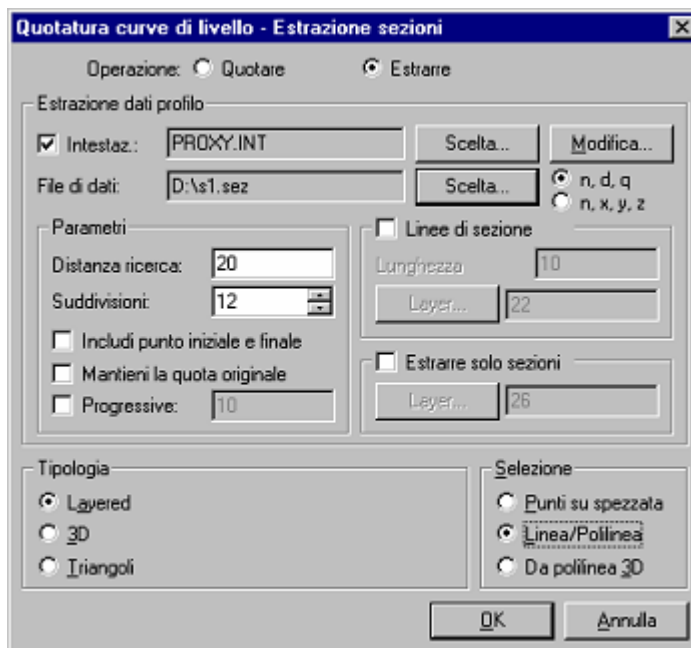 Quotatura curve di livello - Estrazione sezioni
Operazione: Quotare Estrarre
Estrazione dati profilo
Intestaz.: PROXY.INT Scelta... Modifica...
File di dati: D:\s1.sez Scelta... n, d, q
n, x, y, z
Parametri
Distanza ricerca: 20
Suddivisioni: 12
Includi punto iniziale e finale
Mantieni la quota originale
Progressive: 10
Linee di sezione
Lunghezza 10
Layer... 22
Estrarre solo sezioni
Layer... 26
Tipologia
Layered
3D
Triangoli
Selezione
Punti su spezzata
Linea/Polilinea
Da polilinea 3D
OK Annulla